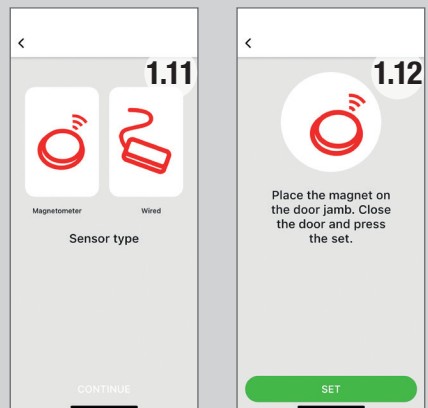 1.11
Magnetometer
Wired
Sensor type
CONTINUE
1.12
Place the magnet on
the door jamb. Close
the door and press
the set.
SET